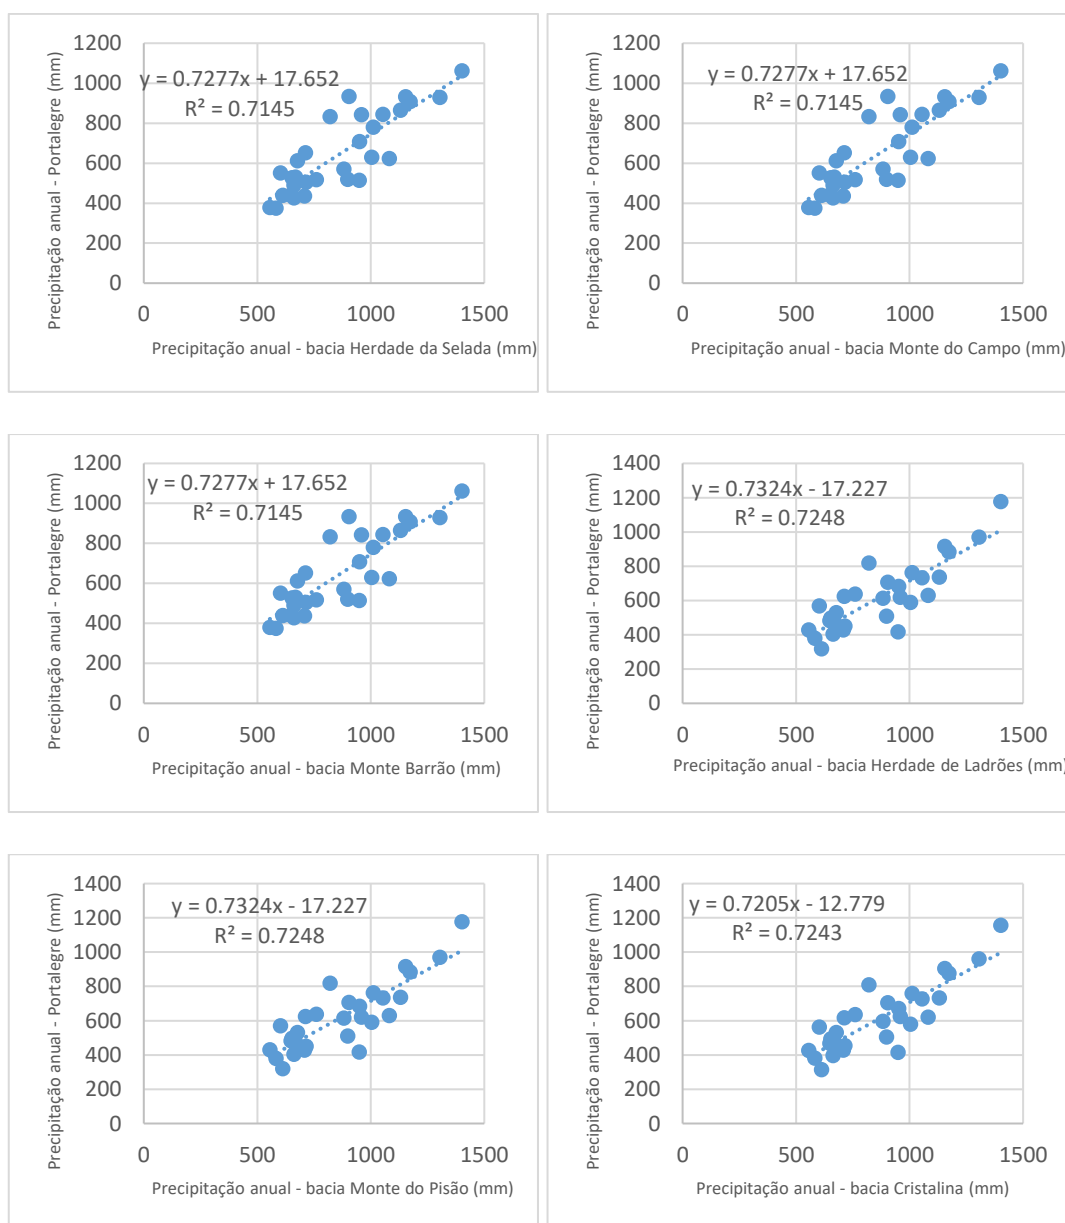 1200
1000
800
600
400
200
0
Precipitação anual - Portalegre (mm)
y = 0.7277x + 17.652
R² = 0.7145
0 500 1000 1500
Precipitação anual - bacia Herdade da Selada (mm)
1200
1000
800
600
400
200
0
Precipitação anual - Portalegre (mm)
y = 0.7277x + 17.652
R² = 0.7145
0 500 1000 1500
Precipitação anual - bacia Monte do Campo (mm)
1200
1000
800
600
400
200
0
Precipitação anual - Portalegre (mm)
y = 0.7277x + 17.652
R² = 0.7145
0 500 1000 1500
Precipitação anual - bacia Monte Barrão (mm)
1400
1200
1000
800
600
400
200
0
Precipitação anual - Portalegre (mm)
y = 0.7324x - 17.227
R² = 0.7248
0 500 1000 1500
Precipitação anual - bacia Herdade de Ladrões (mm)
1400
1200
1000
800
600
400
200
0
Precipitação anual - Portalegre (mm)
y = 0.7324x - 17.227
R² = 0.7248
0 500 1000 1500
Precipitação anual - bacia Monte do Pisão (mm)
1400
1200
1000
800
600
400
200
0
Precipitação anual - Portalegre (mm)
y = 0.7205x - 12.779
R² = 0.7243
0 500 1000 1500
Precipitação anual - bacia Cristalina (mm)